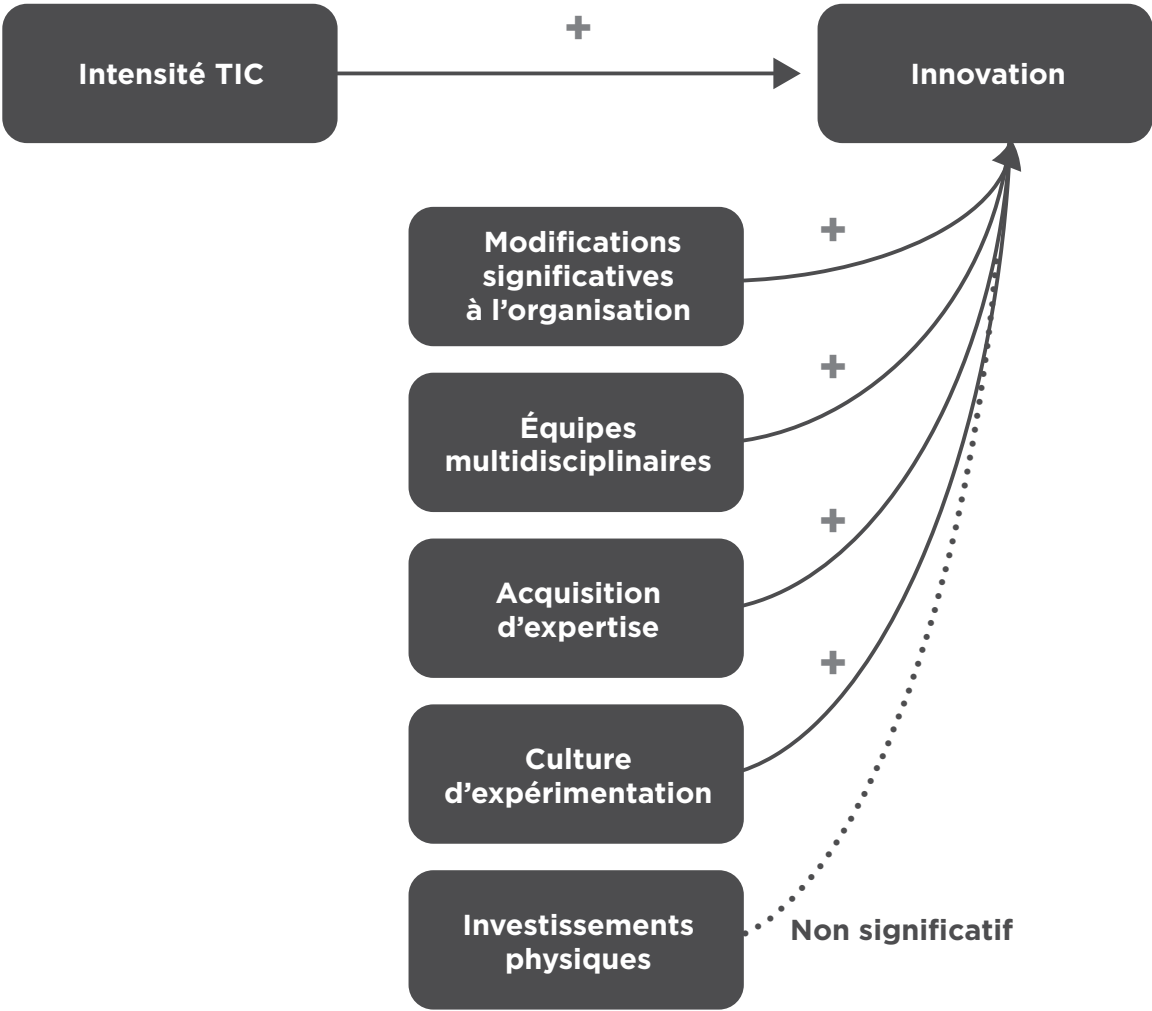 +
Intensité TIC
Innovation
Modifications
significatives
à l’organisation
+
Équipes
multidisciplinaires
+
Acquisition
d’expertise
+
Culture
d’expérimentation
+
Investissements
physiques
Non significatif